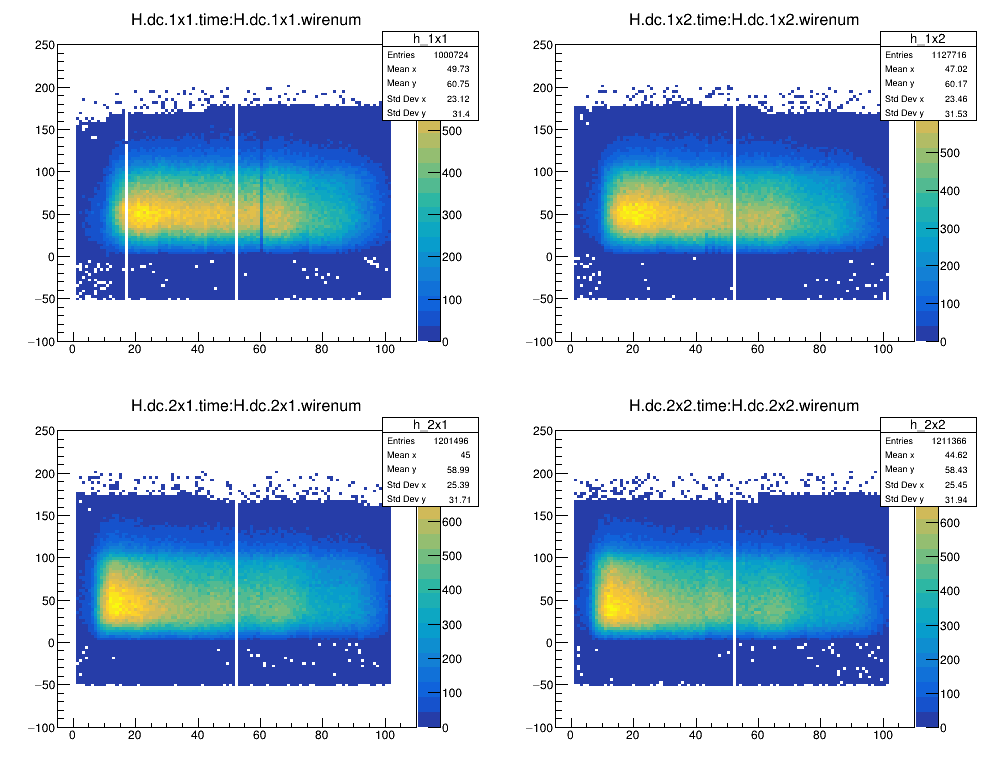 H.dc.1x1.time:H.dc.1x1.wirenum
h_1x1
Entries 1000724
Mean x 49.73
Mean y 60.75
Std Dev x 23.12
Std Dev y 31.4
250
200
150
100
50
0
−50
−100
0 20 40 60 80 100
500
400
300
200
100
0
H.dc.1x2.time:H.dc.1x2.wirenum
h_1x2
Entries 1127716
Mean x 47.02
Mean y 60.17
Std Dev x 23.46
Std Dev y 31.53
250
200
150
100
50
0
−50
−100
0 20 40 60 80 100
500
400
300
200
100
0
H.dc.2x1.time:H.dc.2x1.wirenum
h_2x1
Entries 1201496
Mean x 45
Mean y 58.99
Std Dev x 25.39
Std Dev y 31.71
250
200
150
100
50
0
−50
−100
0 20 40 60 80 100
600
500
400
300
200
100
0
H.dc.2x2.time:H.dc.2x2.wirenum
h_2x2
Entries 1211366
Mean x 44.62
Mean y 58.43
Std Dev x 25.45
Std Dev y 31.94
250
200
150
100
50
0
−50
−100
0 20 40 60 80 100
600
500
400
300
200
100
0